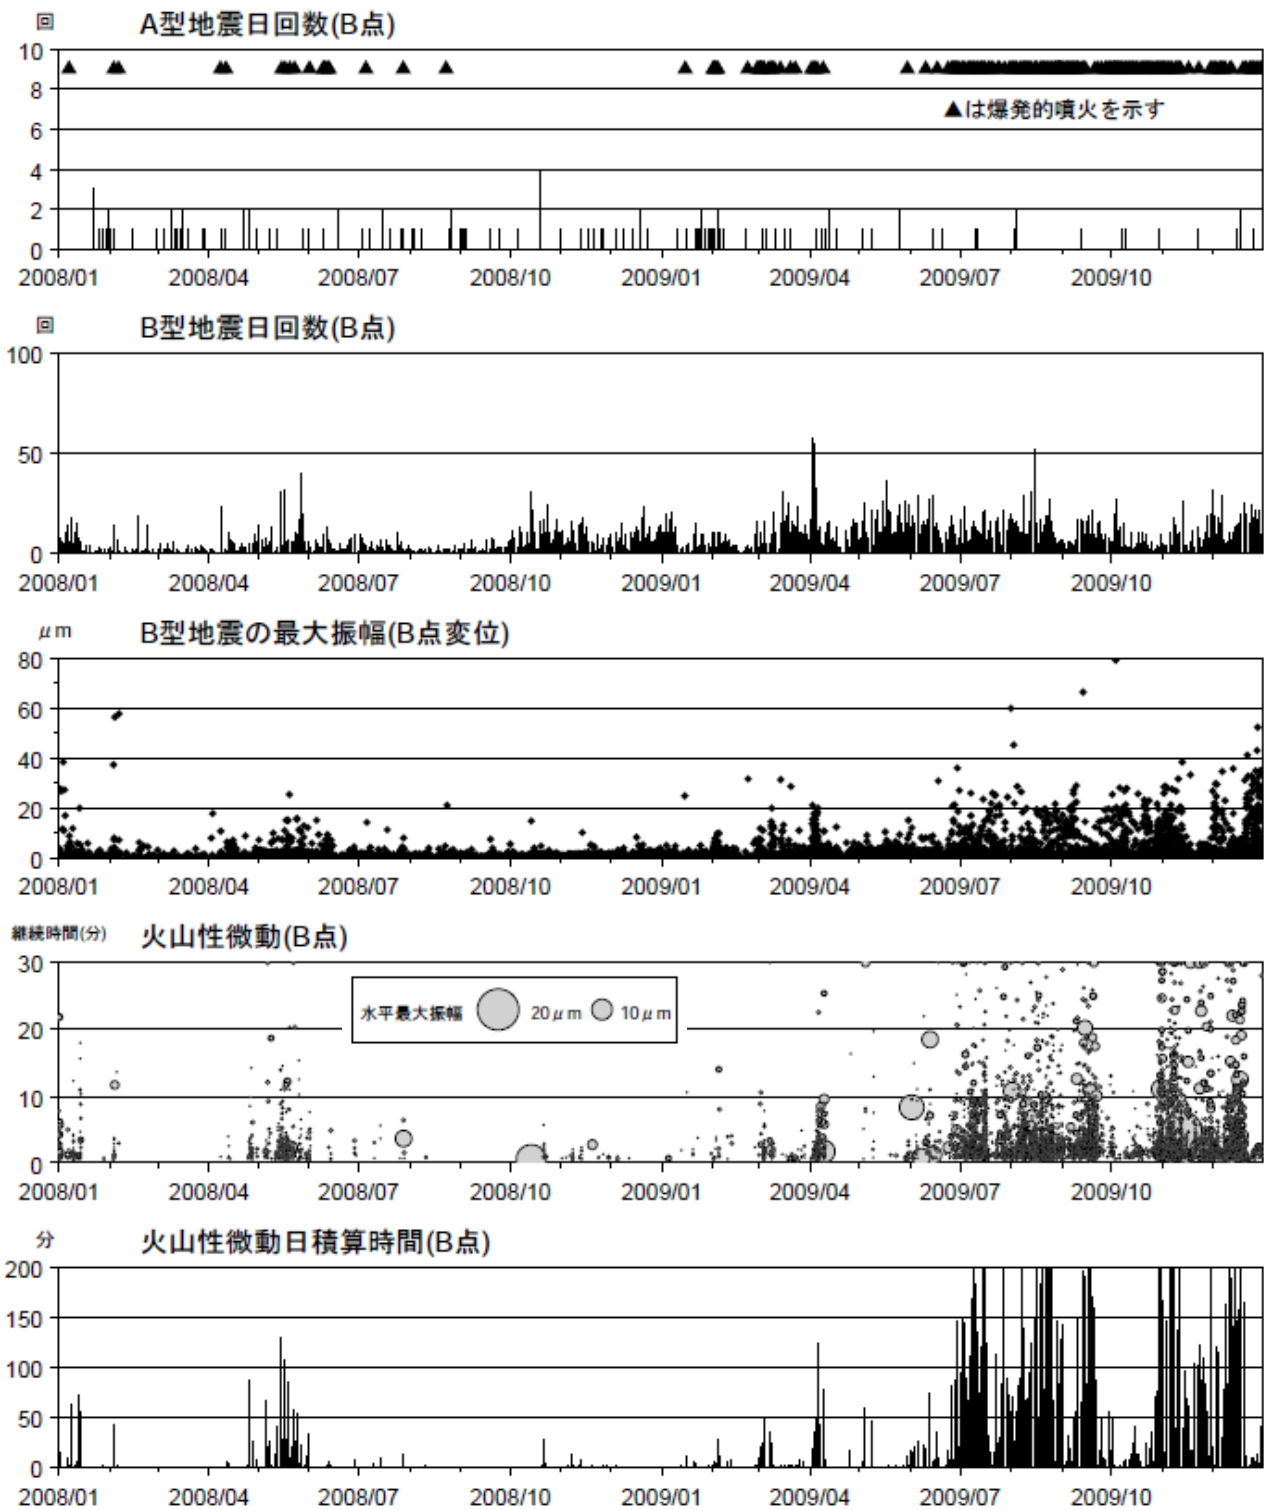 回 A型地震日回数(B点)
10
8
▲は爆発的噴火を示す
6
4
2
0
2008/01 2008/04 2008/07 2008/10 2009/01 2009/04 2009/07 2009/10
回 B型地震日回数(B点)
100
50
0
2008/01 2008/04 2008/07 2008/10 2009/01 2009/04 2009/07 2009/10
μm B型地震の最大振幅(B点変位)
80
60
40
20
0
2008/01 2008/04 2008/07 2008/10 2009/01 2009/04 2009/07 2009/10
継続時間(分) 火山性微動(B点)
30
水平最大振幅 20μm 10μm
20
10
0
2008/01 2008/04 2008/07 2008/10 2009/01 2009/04 2009/07 2009/10
分 火山性微動日積算時間(B点)
200
150
100
50
0
2008/01 2008/04 2008/07 2008/10 2009/01 2009/04 2009/07 2009/10